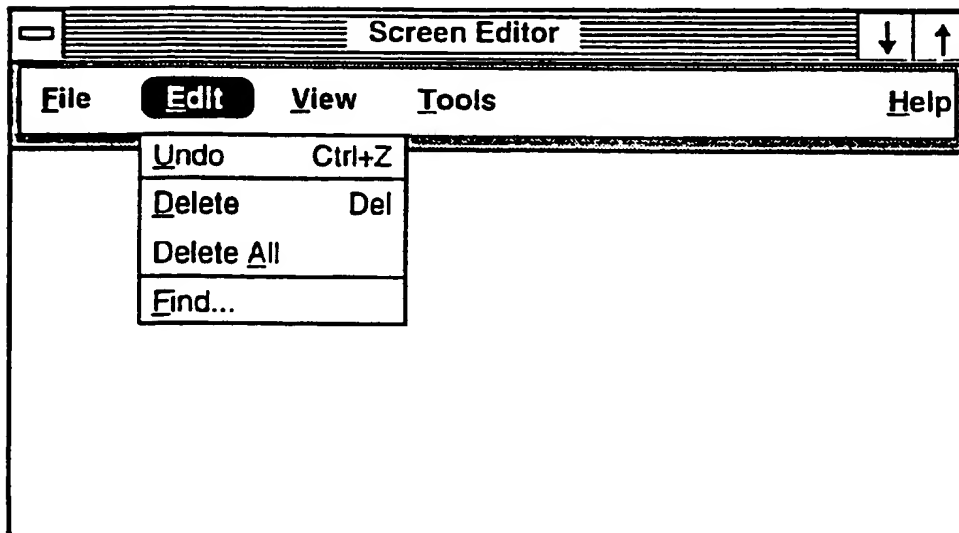 Screen Editor
File Edit View Tools Help
Undo Ctrl+Z
Delete Del
Delete All
Find...